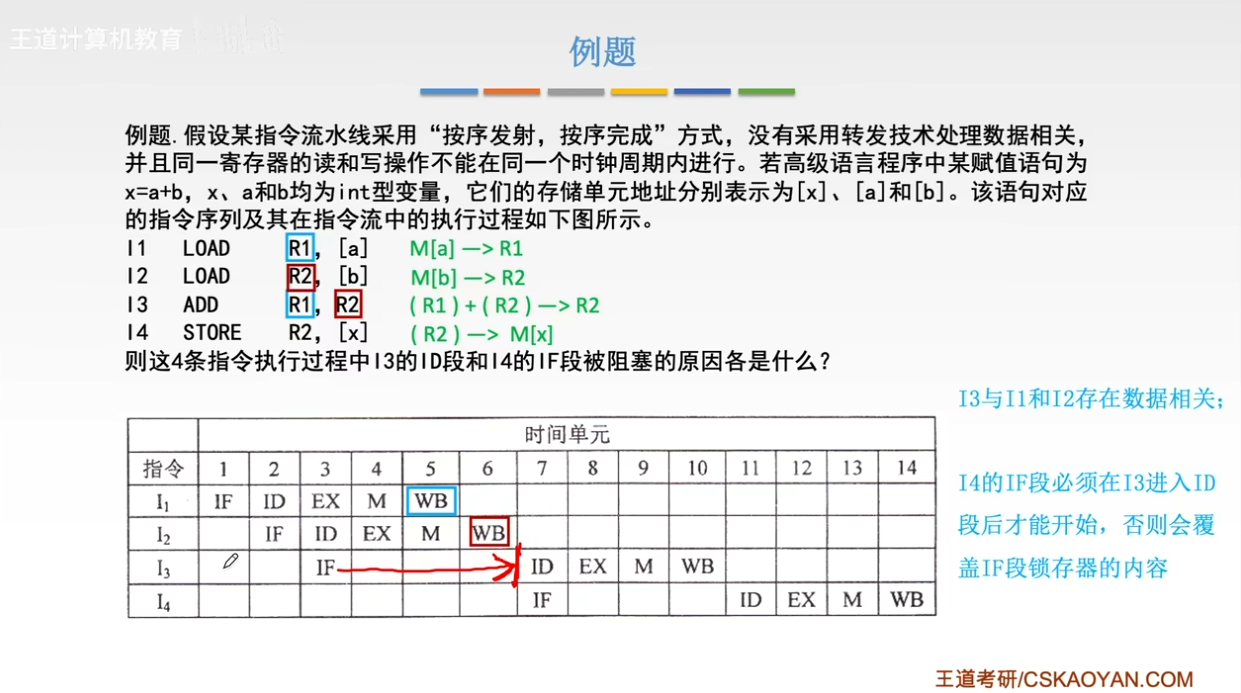 王道计算机教育
例题
例题.假设某指令流水线采用“按序发射，按序完成”方式，没有采用转发技术处理数据相关，
并且同一寄存器的读和写操作不能在同一个时钟周期内进行。若高级语言程序中某赋值语句为
x=a+b，x、a和b均为int型变量，它们的存储单元地址分别表示为[x]、[a]和[b]。该语句对应
的指令序列及其在指令流中的执行过程如下图所示。
I1 LOAD R1，[a] M[a] —> R1
I2 LOAD R2，[b] M[b] —> R2
I3 ADD R1，R2 ( R1 ) + ( R2 ) —> R2
I4 STORE R2，[x] ( R2 ) —> M[x]
则这4条指令执行过程中I3的ID段和I4的IF段被阻塞的原因各是什么？
I3与I1和I2存在数据相关；
I4的IF段必须在I3进入ID
段后才能开始，否则会覆
盖IF段锁存器的内容
时间单元
指令 1 2 3 4 5 6 7 8 9 10 11 12 13 14
I₁ IF ID EX M WB
I₂ IF ID EX M WB
I₃ IF ID EX M WB
I₄ IF ID EX M WB
王道考研/CSKAOYAN.COM